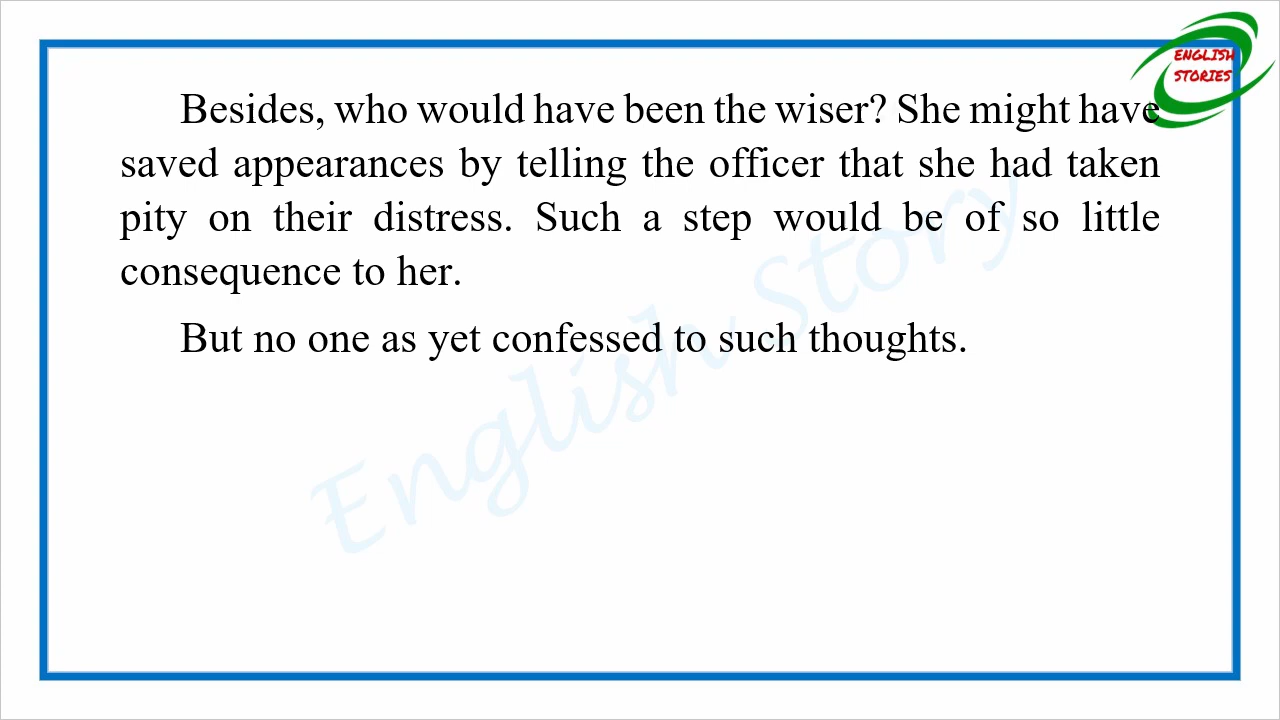 ENGLISH
STORIES
Besides, who would have been the wiser? She might have
saved appearances by telling the officer that she had taken
pity on their distress. Such a step would be of so little
consequence to her.
But no one as yet confessed to such thoughts.
English Story